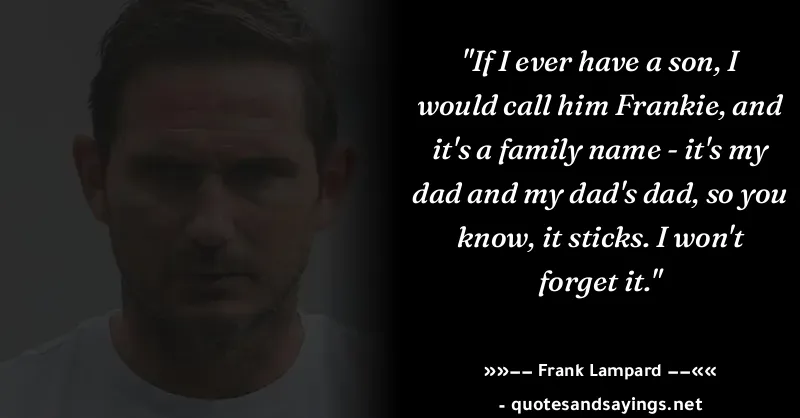 "If I ever have a son, I
would call him Frankie, and
it's a family name - it's my
dad and my dad's dad, so you
know, it sticks. I won't
forget it."
»»–– Frank Lampard ––««
- quotesandsayings.net